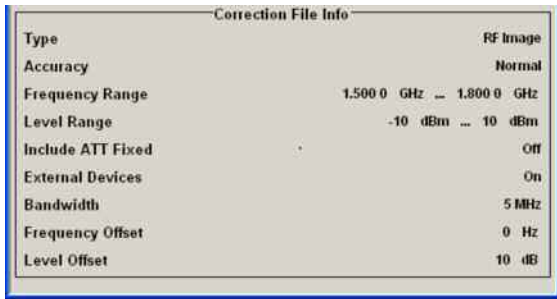 Correction File Info
Type RF Image
Accuracy Normal
Frequency Range 1.500 0 GHz ... 1.800 0 GHz
Level Range -10 dBm ... 10 dBm
Include ATT Fixed Off
External Devices On
Bandwidth 5 MHz
Frequency Offset 0 Hz
Level Offset 10 dB